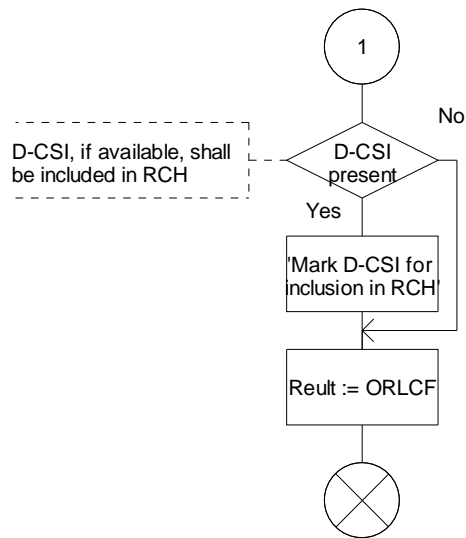 1
No
D-CSI, if available, shall
be included in RCH
D-CSI
present
Yes
'Mark D-CSI for
inclusion in RCH'
Reult := ORLCF